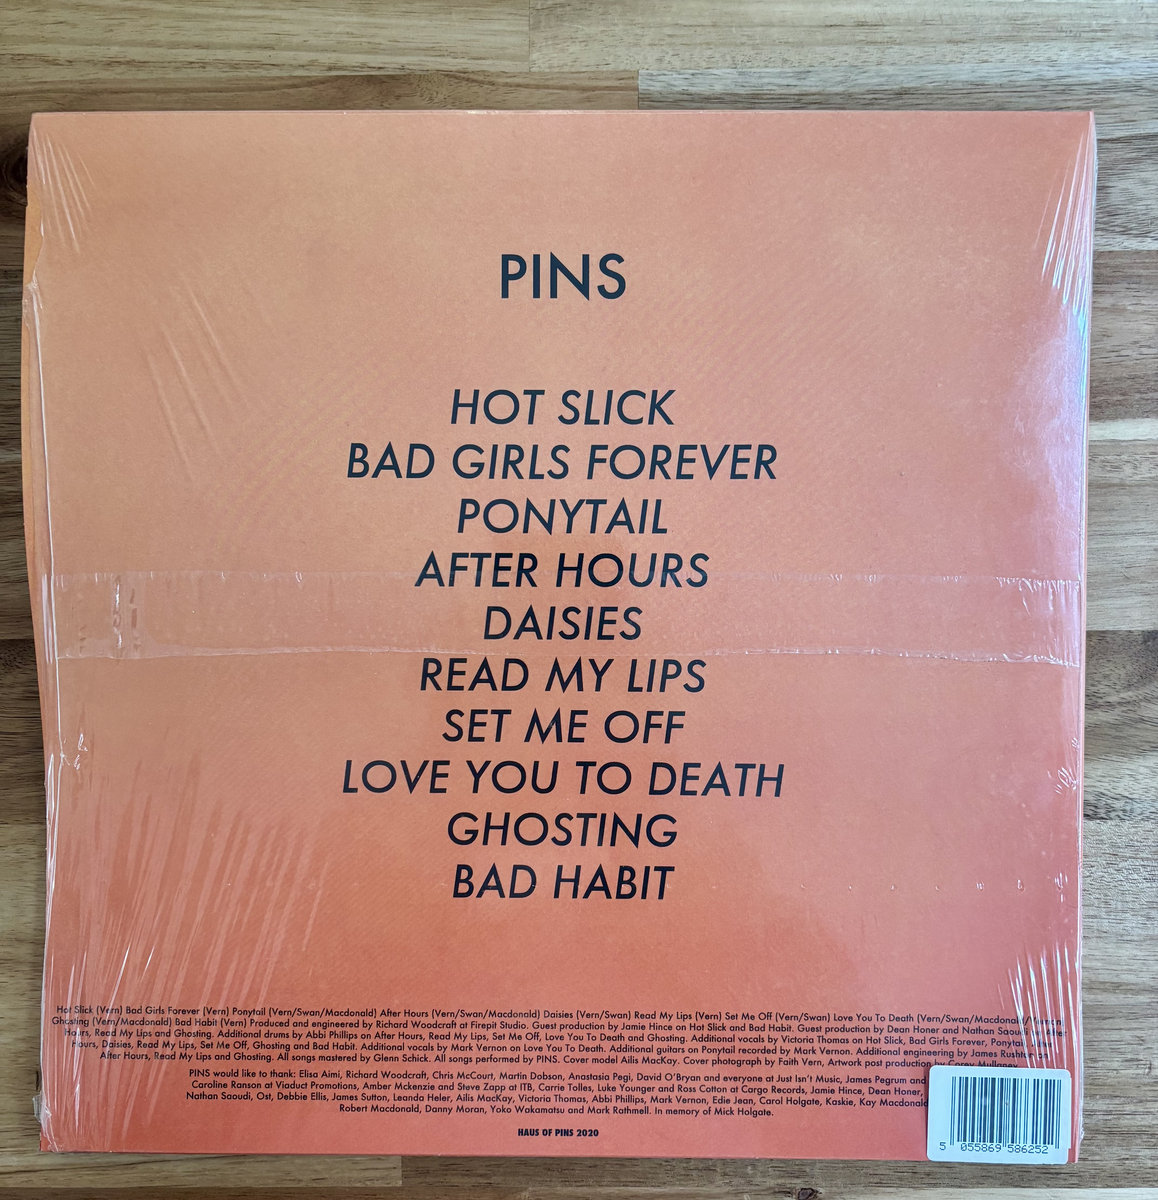 PINS
HOT SLICK
BAD GIRLS FOREVER
PONYTAIL
AFTER HOURS
DAISIES
READ MY LIPS
SET ME OFF
LOVE YOU TO DEATH
GHOSTING
BAD HABIT
Hot Slick (Vern) Bad Girls Forever (Vern) Ponytail (Vern/Swan/Macdonald) After Hours (Vern/Swan/Macdonald) Daisies (Vern/Swan) Read My Lips (Vern) Set Me Off (Vern/Swan) Love You To Death (Vern/Swan/Macdonald/
Ghosting (Vern/Macdonald) Bad Habit (Vern) Produced and engineered by Richard Woodcraft at Firepit Studio. Guest production by Jamie Hince on Hot Slick and Bad Habit. Guest production by Dean Honer and Nathan Saoudi on After
Hours, Read My Lips and Ghosting. Additional drums by Abbi Phillips on After Hours, Read My Lips, Set Me Off, Love You To Death and Ghosting. Additional vocals by Victoria Thomas on Hot Slick, Bad Girls Forever, Ponytail, After
Hours, Daisies, Read My Lips, Set Me Off, Ghosting and Bad Habit. Additional vocals by Mark Vernon on Love You To Death. Additional guitars on Ponytail recorded by Mark Vernon. Additional engineering by James Rushton on
After Hours, Read My Lips and Ghosting. All songs mastered by Glenn Schick. All songs performed by PINS. Cover model Ailis MacKay. Cover photograph by Faith Vern, Artwork post production by Corey Mullaney
PINS would like to thank: Elisa Aimi, Richard Woodcraft, Chris McCourt, Martin Dobson, Anastasia Pegi, David O'Bryan and everyone at Just Isn't Music, James Pegrum and
Caroline Ranson at Viaduct Promotions, Amber Mckenzie and Steve Zapp at ITB, Carrie Tolles, Luke Younger and Ross Cotton at Cargo Records, Jamie Hince, Dean Honer,
Nathan Saoudi, Ost, Debbie Ellis, James Sutton, Leanda Heler, Ailis MacKay, Victoria Thomas, Abbi Phillips, Mark Vernon, Edie Jean, Carol Holgate, Kaskie, Kay Macdonald
Robert Macdonald, Danny Moran, Yoko Wakamatsu and Mark Rathmell. In memory of Mick Holgate.
HAUS OF PINS 2020
5 055869 586252